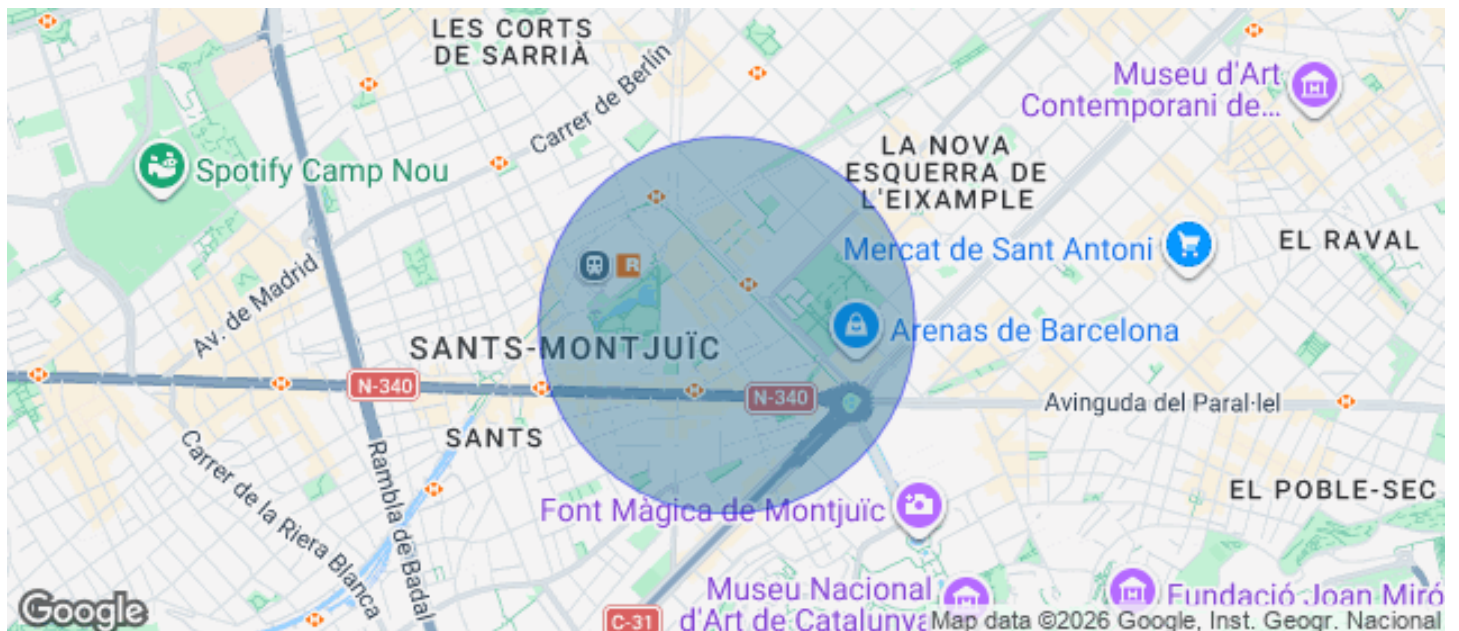 LES CORTS
DE SARRIÀ
Carrer de Berlín
Museu d'Art
Contemporani de...
Spotify Camp Nou
LA NOVA
ESQUERRA DE
L'EIXAMPLE
Mercat de Sant Antoni
EL RAVAL
R
Av. de Madrid
Arenas de Barcelona
SANTS-MONTJUÏC
N-340
N-340
Avinguda del Paral·lel
SANTS
Carrer de la Riera Blanca
Rambla de Badal
EL POBLE-SEC
Font Màgica de Montjuïc
Museu Nacional
d'Art de Catalunya
Fundació Joan Miró
Google
C-31
Map data ©2026 Google, Inst. Geogr. Nacional